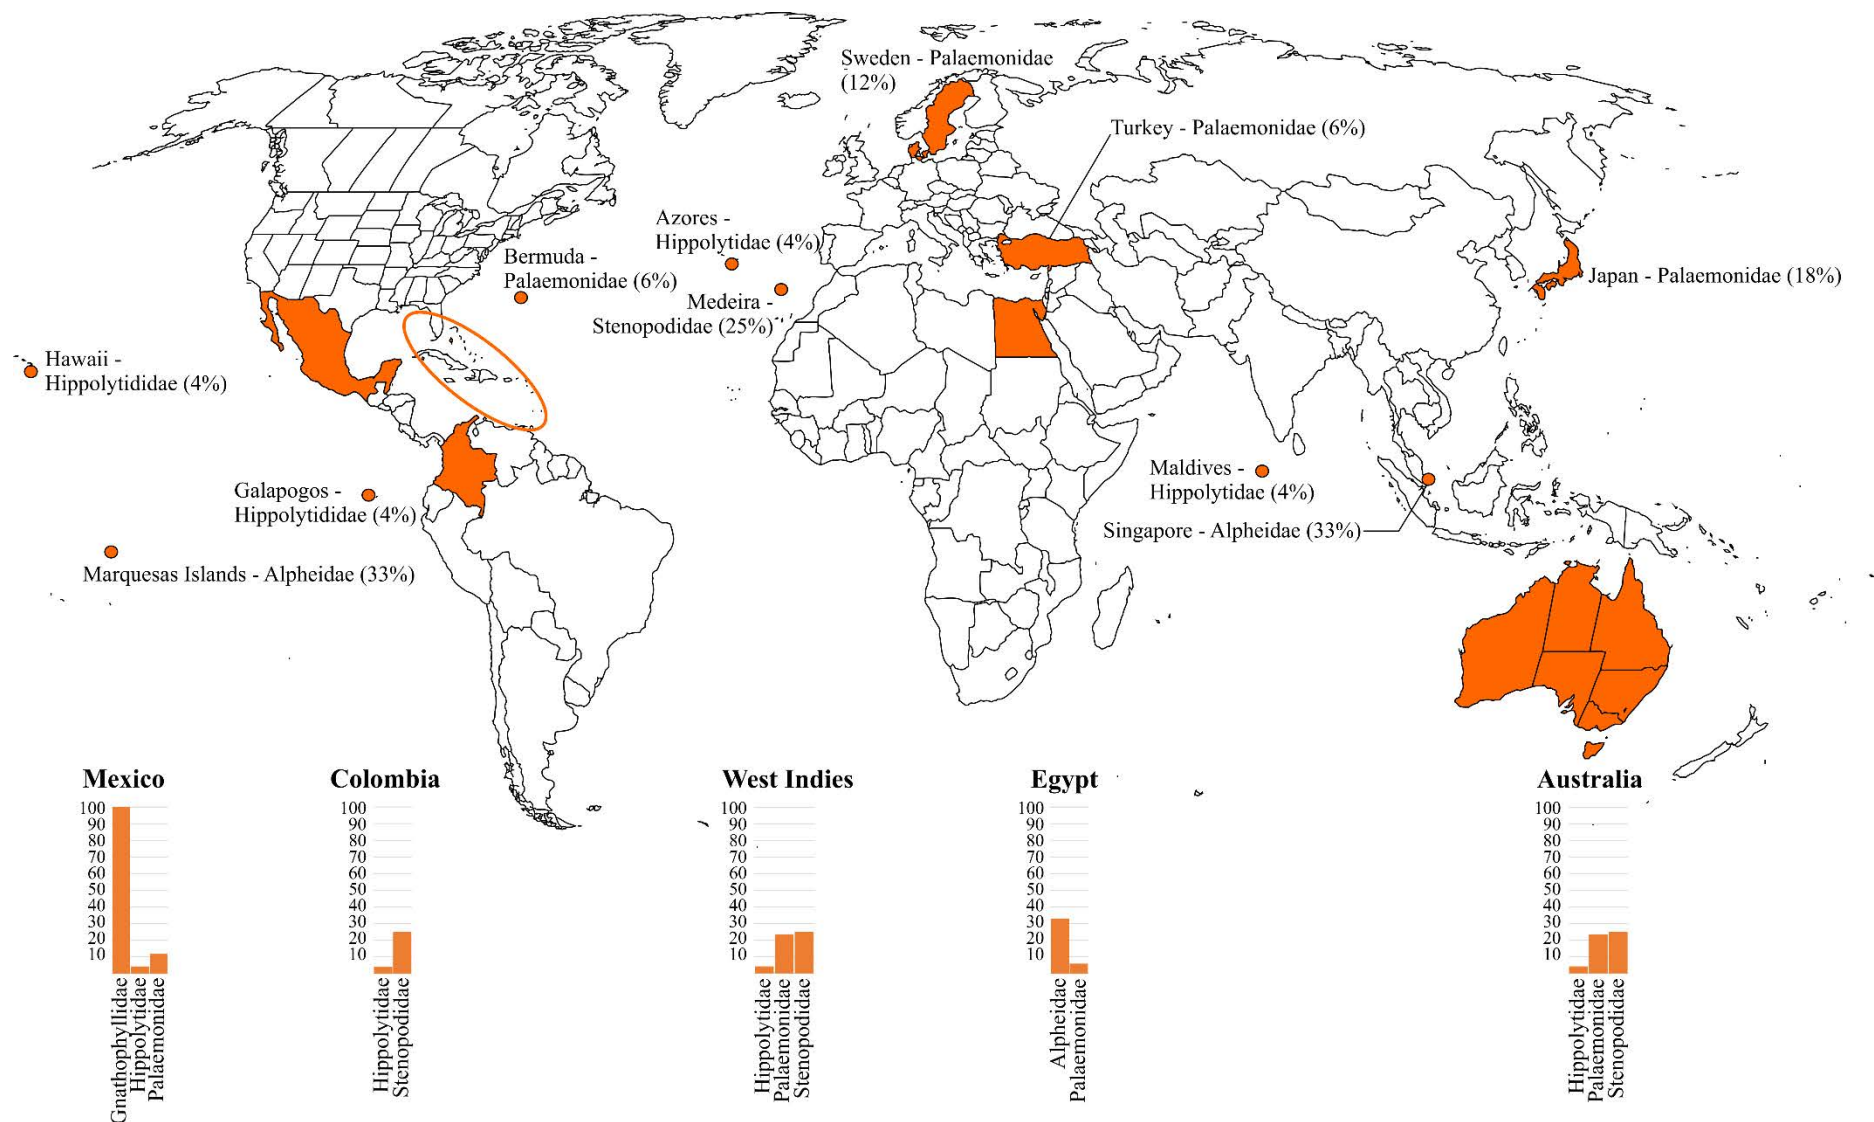 Sweden - Palaemonidae
(12%)
Turkey - Palaemonidae (6%)
Azores -
Hippolytidae (4%)
Bermuda -
Palaemonidae (6%)
Medeira -
Stenopodidae (25%)
Japan - Palaemonidae (18%)
Hawaii -
Hippolytididae (4%)
Galapogos -
Hippolytididae (4%)
Maldives -
Hippolytidae (4%)
Singapore - Alpheidae (33%)
Marquesas Islands - Alpheidae (33%)
Mexico
100
90
80
70
60
50
40
30
20
10
Gnathophyllidae
Hippolytidae
Palaemonidae
Colombia
100
90
80
70
60
50
40
30
20
10
Hippolytidae
Stenopodidae
West Indies
100
90
80
70
60
50
40
30
20
10
Hippolytidae
Palaemonidae
Stenopodidae
Egypt
100
90
80
70
60
50
40
30
20
10
Alpheidae
Palaemonidae
Australia
100
90
80
70
60
50
40
30
20
10
Hippolytidae
Palaemonidae
Stenopodidae